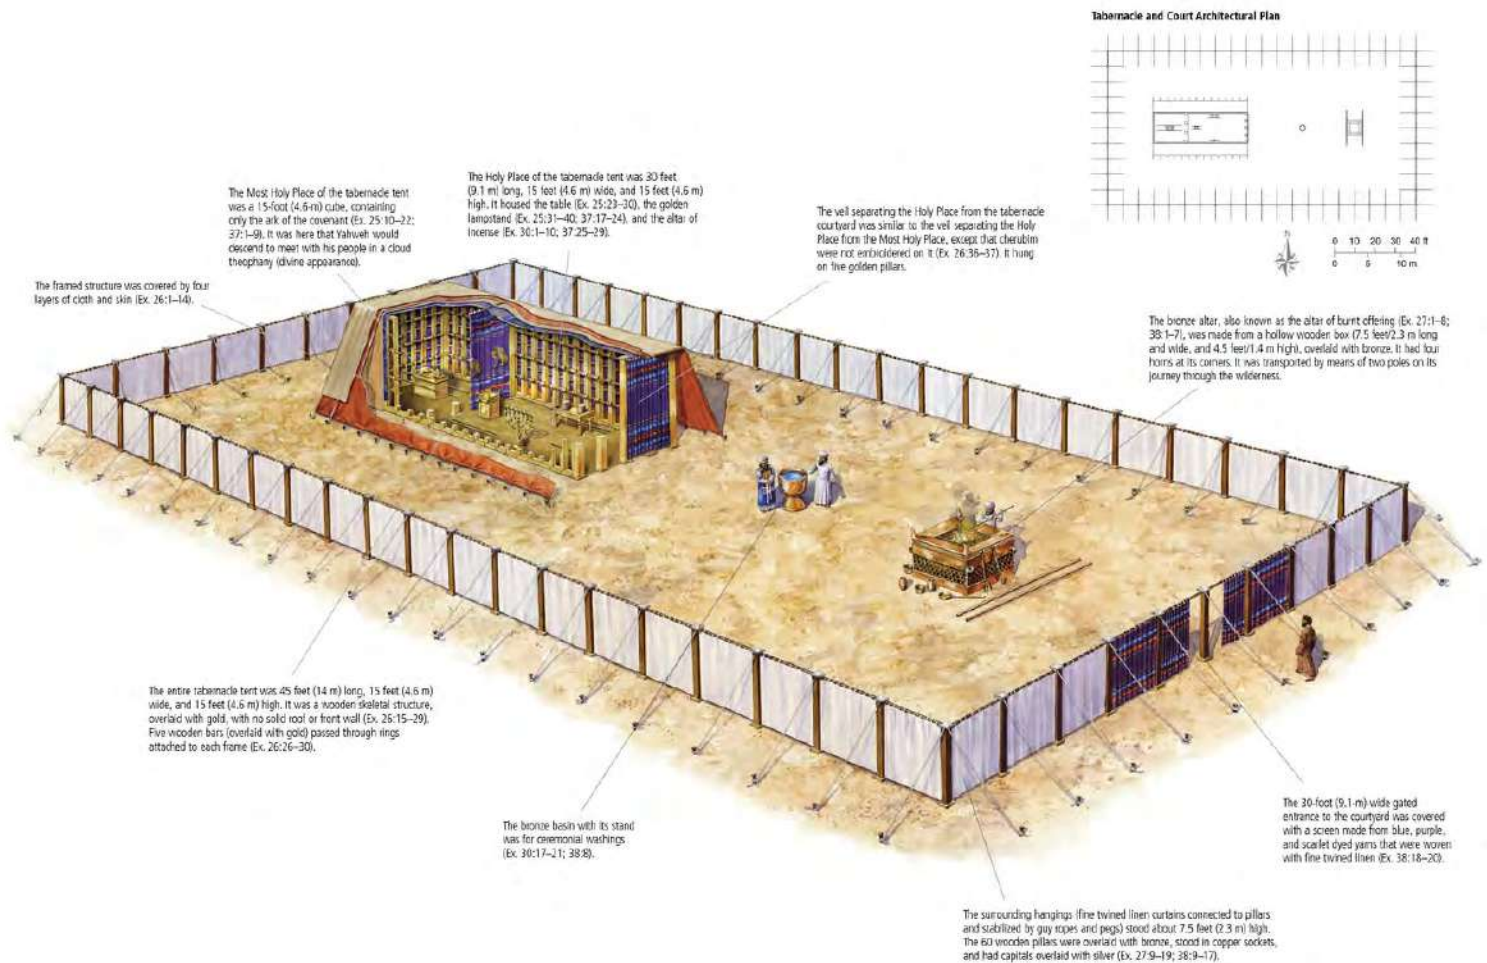 Tabernacle and Court Architectural Plan
N
0 10 20 30 40 ft
0 5 10 m
The Most Holy Place of the tabernacle tent
was a 15-foot (4.6-m) cube, containing
only the ark of the covenant (Ex. 25:10–22;
37:1–9). It was here that Yahweh would
descend to meet with his people in a cloud
theophany (divine appearance).
The Holy Place of the tabernacle tent was 30 feet
(9.1 m) long, 15 feet (4.6 m) wide, and 15 feet (4.6 m)
high. It housed the table (Ex. 25:23–30), the golden
lampstand (Ex. 25:31–40; 37:17–24), and the altar of
incense (Ex. 30:1–10; 37:25–29).
The veil separating the Holy Place from the tabernacle
courtyard was similar to the veil separating the Holy
Place from the Most Holy Place, except that cherubim
were not embroidered on it (Ex. 26:36–37). It hung
on five golden pillars.
The framed structure was covered by four
layers of cloth and skin (Ex. 26:1–14).
The bronze altar, also known as the altar of burnt offering (Ex. 27:1–8;
38:1–7), was made from a hollow wooden box (7.5 feet/2.3 m long
and wide, and 4.5 feet/1.4 m high), overlaid with bronze. It had four
horns at its corners. It was transported by means of two poles on its
journey through the wilderness.
The entire tabernacle tent was 45 feet (14 m) long, 15 feet (4.6 m)
wide, and 15 feet (4.6 m) high. It was a wooden skeletal structure,
overlaid with gold, with no solid roof or front wall (Ex. 26:15–29).
Five wooden bars (overlaid with gold) passed through rings
attached to each frame (Ex. 26:26–30).
The bronze basin with its stand
was for ceremonial washings
(Ex. 30:17–21; 38:8).
The 30-foot (9.1-m) wide gated
entrance to the courtyard was covered
with a screen made from blue, purple,
and scarlet dyed yarns that were woven
with fine twined linen (Ex. 38:18–20).
The surrounding hangings (fine twined linen curtains connected to pillars
and stabilized by guy ropes and pegs) stood about 7.5 feet (2.3 m) high.
The 60 wooden pillars were overlaid with bronze, stood in copper sockets,
and had capitals overlaid with silver (Ex. 27:9–19; 38:9–17).